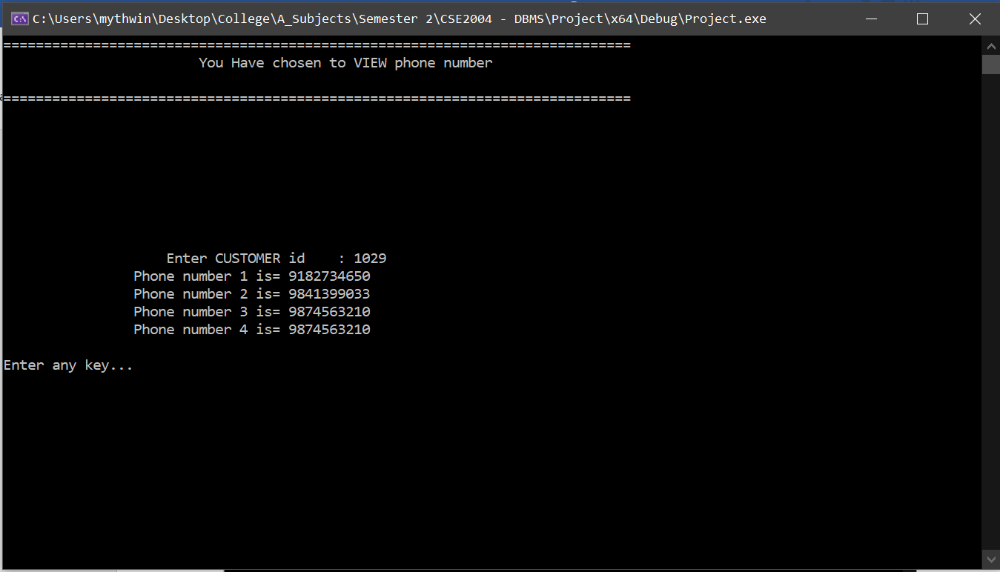 C:\Users\mythwin\Desktop\College\A_Subjects\Semester 2\CSE2004 - DBMS\Project\x64\Debug\Project.exe
=============================================================================
You Have chosen to VIEW phone number
=============================================================================
Enter CUSTOMER id    : 1029
Phone number 1 is= 9182734650
Phone number 2 is= 9841399033
Phone number 3 is= 9874563210
Phone number 4 is= 9874563210
Enter any key...